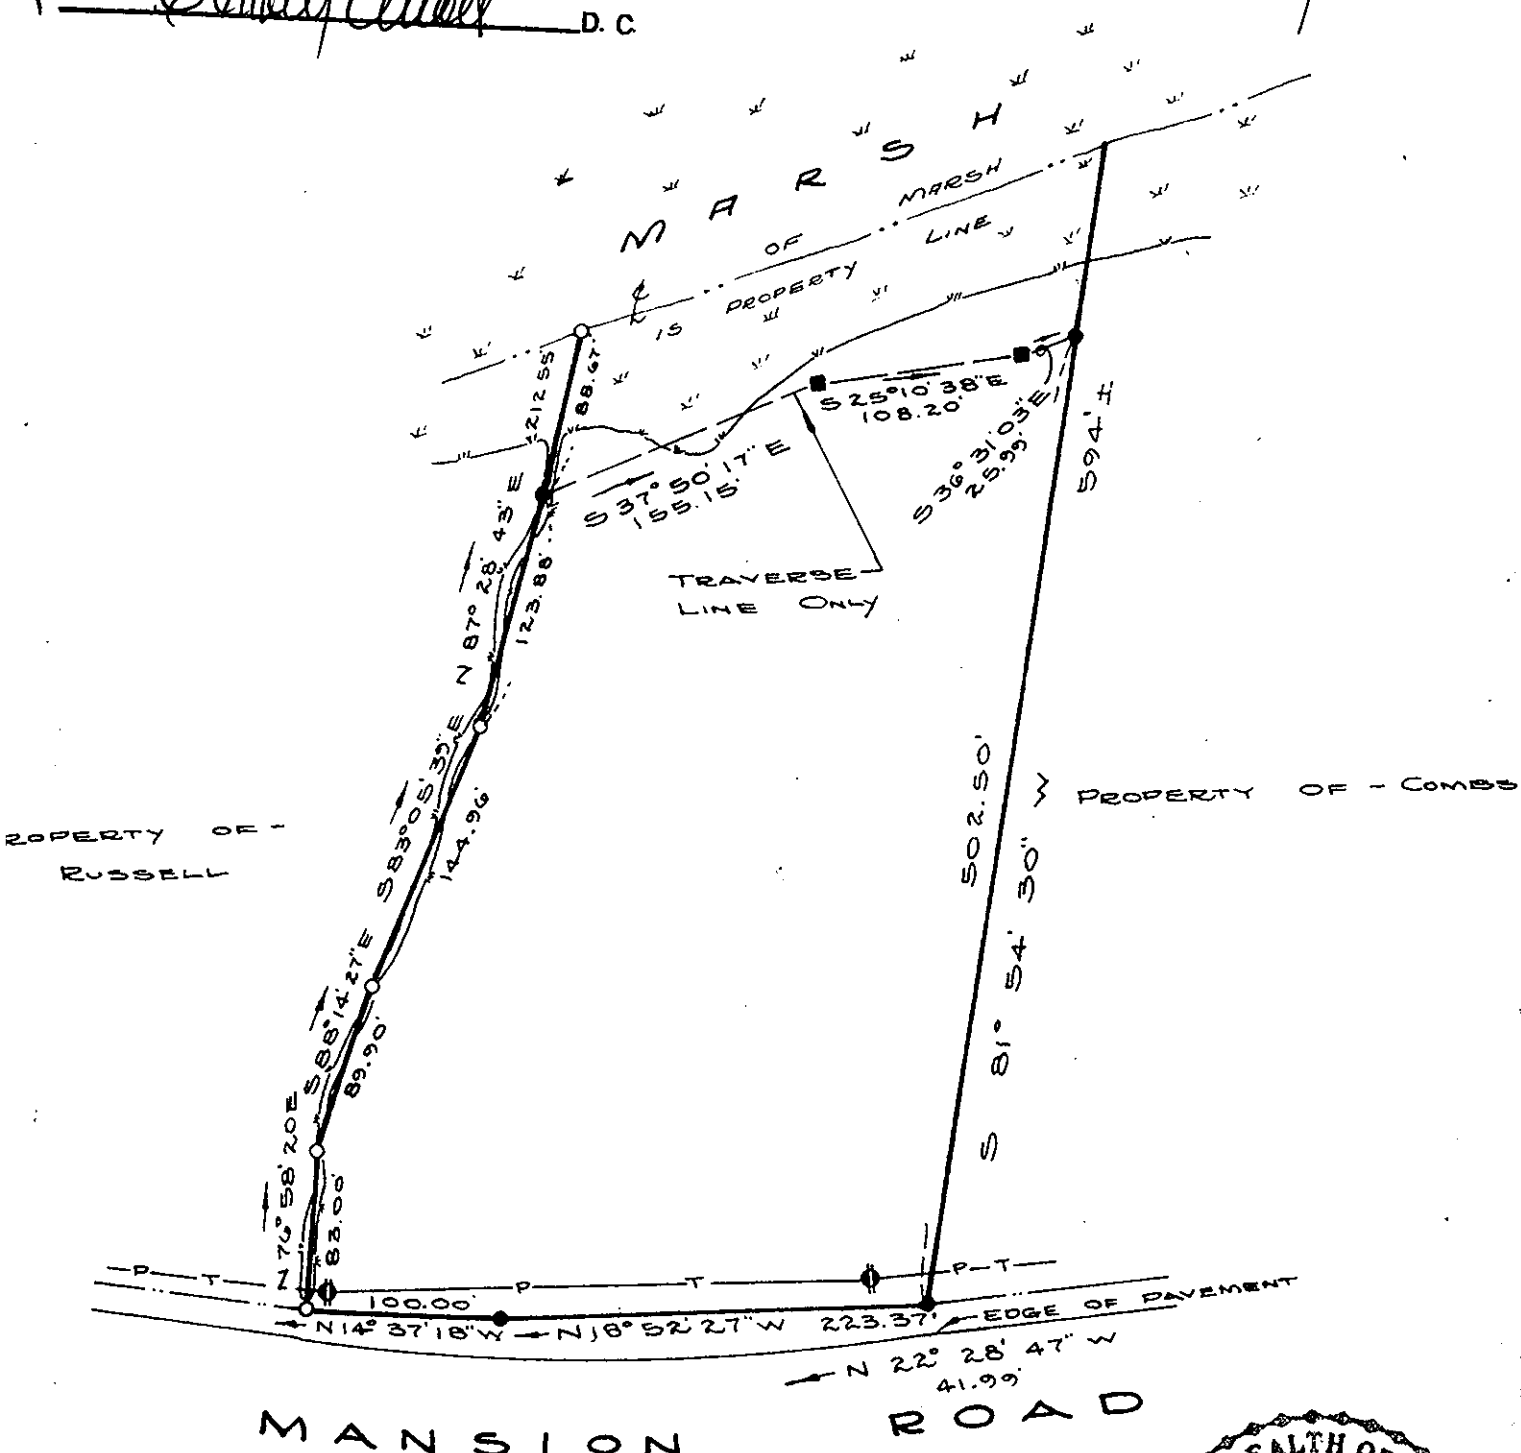 D. C.
MARSH
℄ OF MARSH
IS PROPERTY LINE
212.55'
88.67'
N 87° 28' 43" E
123.88'
S 37° 50' 17" E
155.15'
S 25° 10' 38" E
108.20'
S 36° 31' 03" E
25.99'
594' ±
TRAVERSE
LINE ONLY
502.50'
S 81° 54' 30" W
PROPERTY OF - COMBS
ROPERTY OF -
RUSSELL
S 83° 05' 39" E
144.96'
S 88° 14' 27" E
89.90'
N 76° 58' 20 E
83.00'
P T P T P T
100.00'
N 14° 37' 18" W
N 18° 52' 27" W 223.37'
EDGE OF PAVEMENT
N 22° 28' 47" W
41.99'
MANSION ROAD
EALTH OF